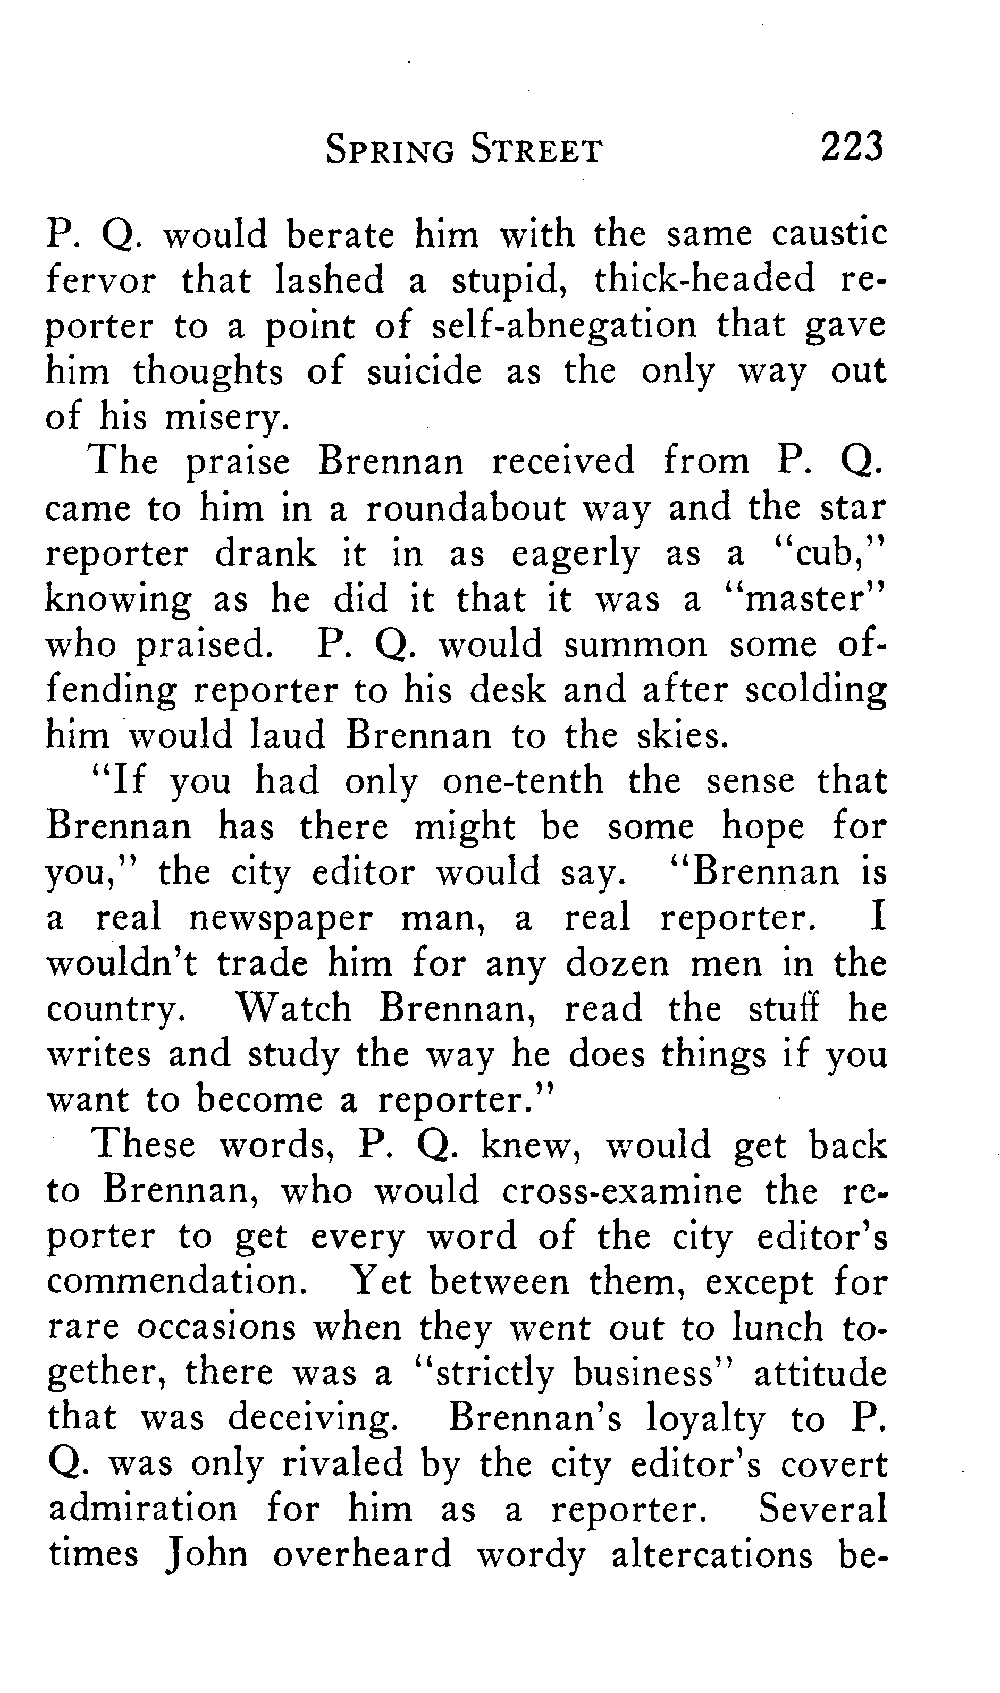 SPRING STREET 223
P. Q. would berate him with the same caustic
fervor that lashed a stupid, thick-headed re-
porter to a point of self-abnegation that gave
him thoughts of suicide as the only way out
of his misery.
The praise Brennan received from P. Q.
came to him in a roundabout way and the star
reporter drank it in as eagerly as a “cub,”
knowing as he did it that it was a “master”
who praised. P. Q. would summon some of-
fending reporter to his desk and after scolding
him would laud Brennan to the skies.
“If you had only one-tenth the sense that
Brennan has there might be some hope for
you,” the city editor would say. “Brennan is
a real newspaper man, a real reporter. I
wouldn’t trade him for any dozen men in the
country. Watch Brennan, read the stuff he
writes and study the way he does things if you
want to become a reporter.”
These words, P. Q. knew, would get back
to Brennan, who would cross-examine the re-
porter to get every word of the city editor’s
commendation. Yet between them, except for
rare occasions when they went out to lunch to-
gether, there was a “strictly business” attitude
that was deceiving. Brennan’s loyalty to P.
Q. was only rivaled by the city editor’s covert
admiration for him as a reporter. Several
times John overheard wordy altercations be-